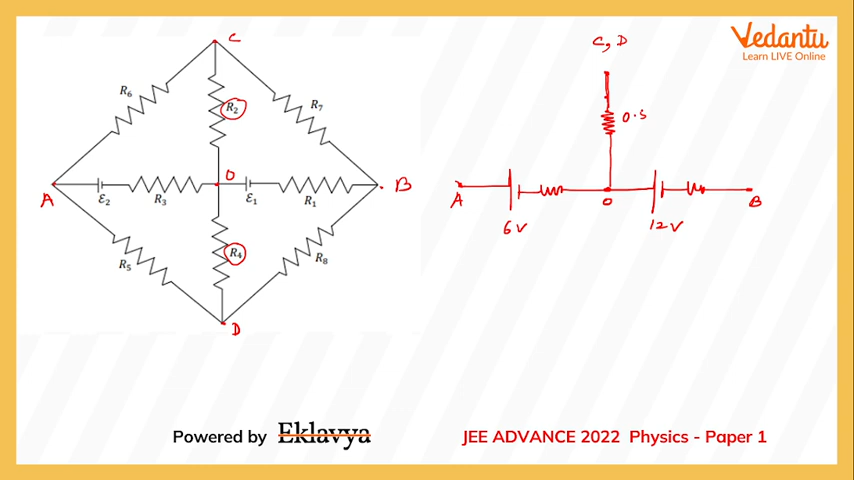 Vedantu
Learn LIVE Online
C
C, D
R₆
R₂
R₇
0.5
O
A
ℰ₂
R₃
ℰ₁
R₁
B
A
6V
O
12V
B
R₅
R₄
R₈
D
Powered by Eklavya
JEE ADVANCE 2022 Physics - Paper 1